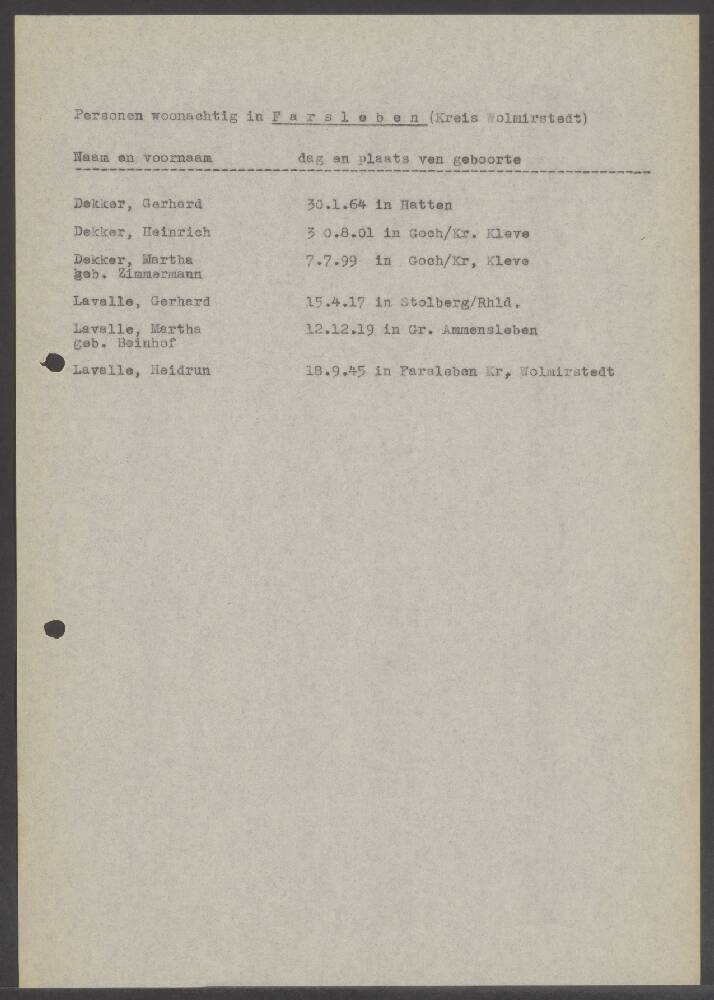 Personen woonachtig in F a r s l e b e n (Kreis Wolmirstedt)
Naam en voornaam dag en plaats ven geboorte
Dekker, Gerhard 30.1.64 in Hatten
Dekker, Heinrich 3 0.8.01 in Goch/Kr. Kleve
Dekker, Martha 7.7.99 in Goch/Kr, Kleve
geb. Zimmermann
Lavalle, Gerhard 15.4.17 in Stolberg/Rhld.
Lavalle, Martha 12.12.19 in Gr. Ammensleben
geb. Beinhof
Lavalle, Heidrun 18.9.45 in Farsleben Kr, Wolmirstedt